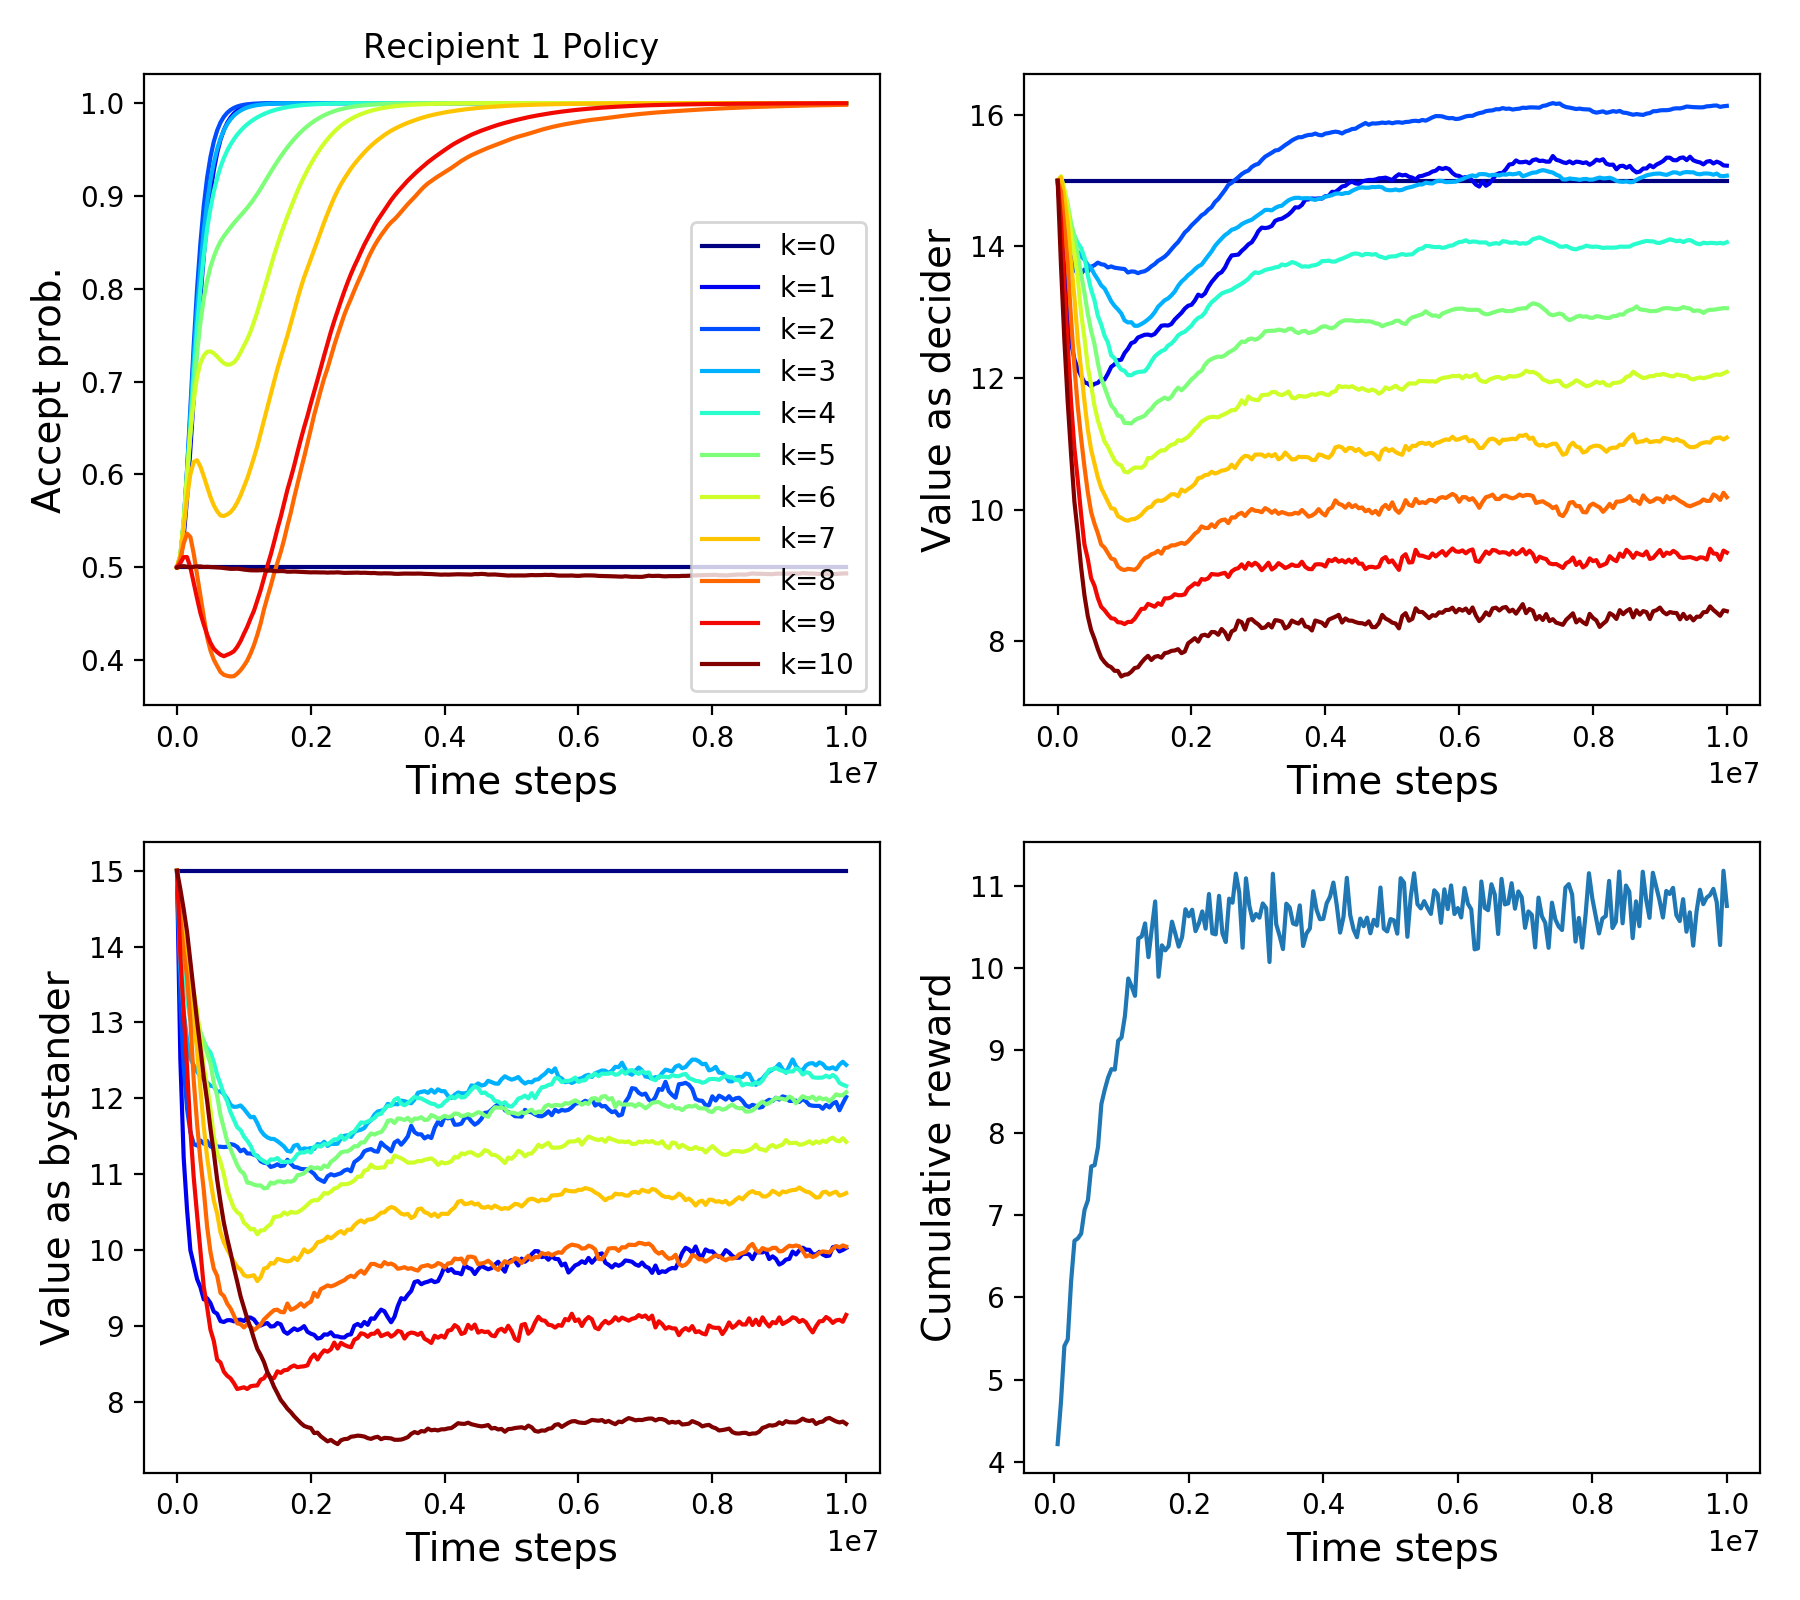 Recipient 1 Policy
Accept prob.
1.0
0.9
0.8
0.7
0.6
0.5
0.4
k=0
k=1
k=2
k=3
k=4
k=5
k=6
k=7
k=8
k=9
k=10
0.0 0.2 0.4 0.6 0.8 1.0
1e7
Time steps
Value as decider
16
14
12
10
8
0.0 0.2 0.4 0.6 0.8 1.0
1e7
Time steps
Value as bystander
15
14
13
12
11
10
9
8
0.0 0.2 0.4 0.6 0.8 1.0
1e7
Time steps
Cumulative reward
11
10
9
8
7
6
5
4
0.0 0.2 0.4 0.6 0.8 1.0
1e7
Time steps